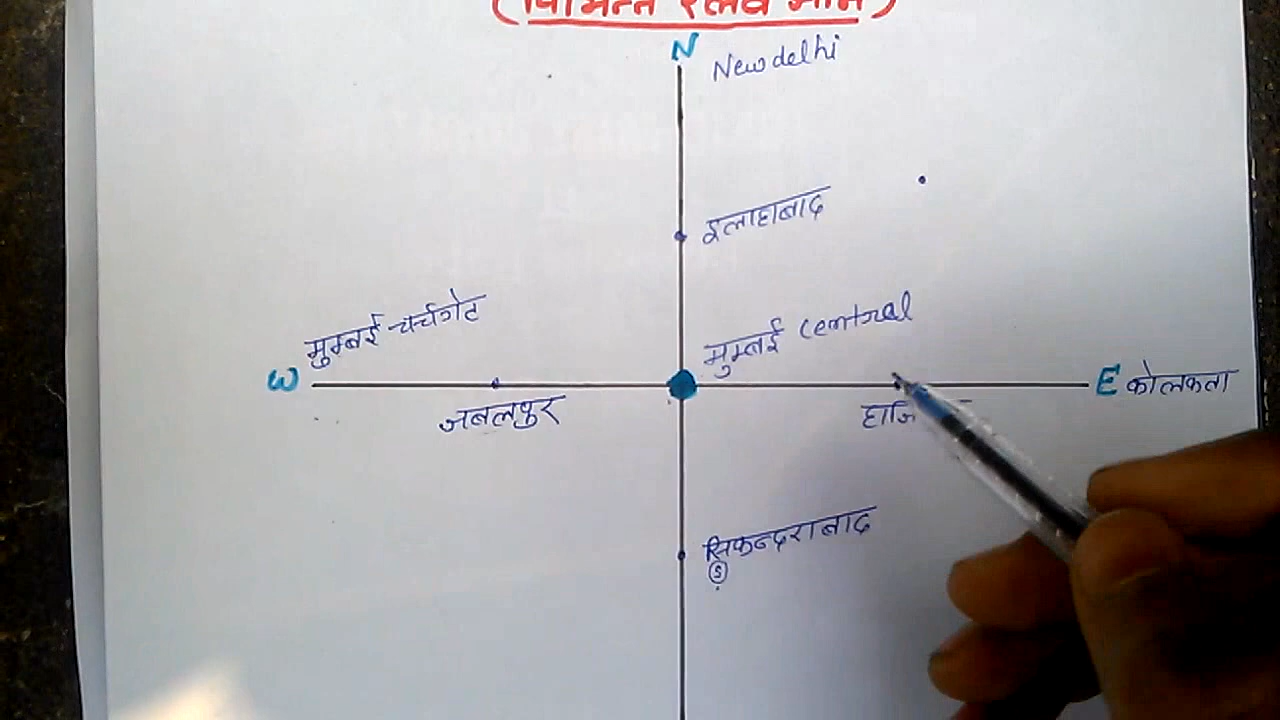 N
New delhi
इलाहाबाद
मुम्बई चर्चगेट
मुम्बई central
W
E कोलकता
जबलपुर
सिकन्दराबाद
S